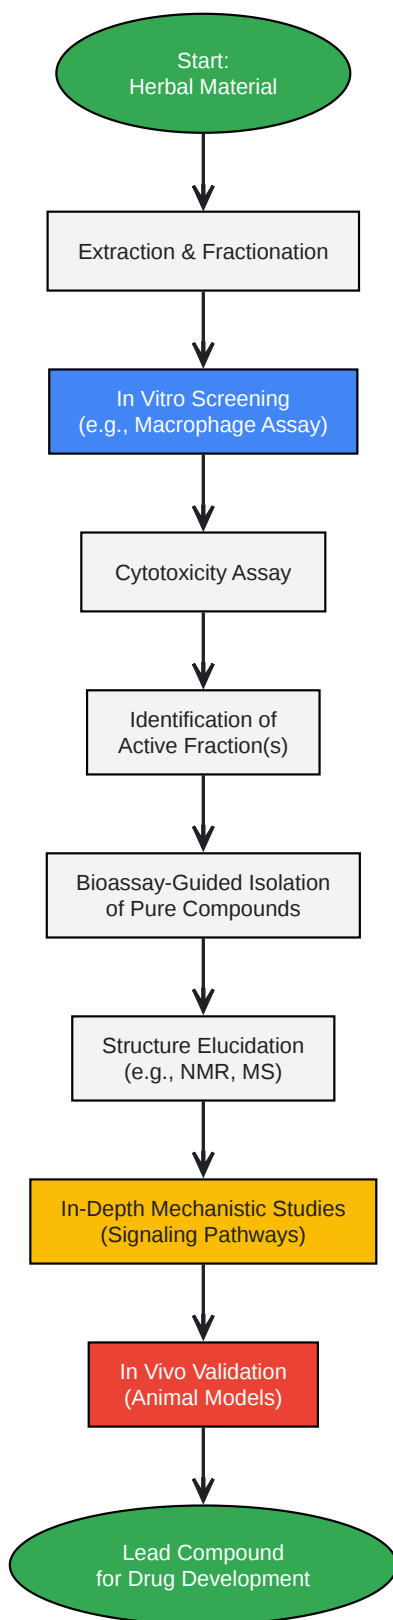 Start:
Herbal Material
Extraction & Fractionation
In Vitro Screening
(e.g., Macrophage Assay)
Cytotoxicity Assay
Identification of
Active Fraction(s)
Bioassay-Guided Isolation
of Pure Compounds
Structure Elucidation
(e.g., NMR, MS)
In-Depth Mechanistic Studies
(Signaling Pathways)
In Vivo Validation
(Animal Models)
Lead Compound
for Drug Development